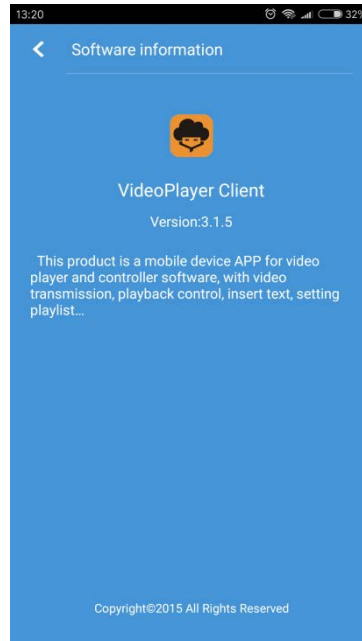 13:20
32%
Software information
VideoPlayer Client
Version:3.1.5
This product is a mobile device APP for video
player and controller software, with video
transmission, playback control, insert text, setting
playlist...
Copyright©2015 All Rights Reserved